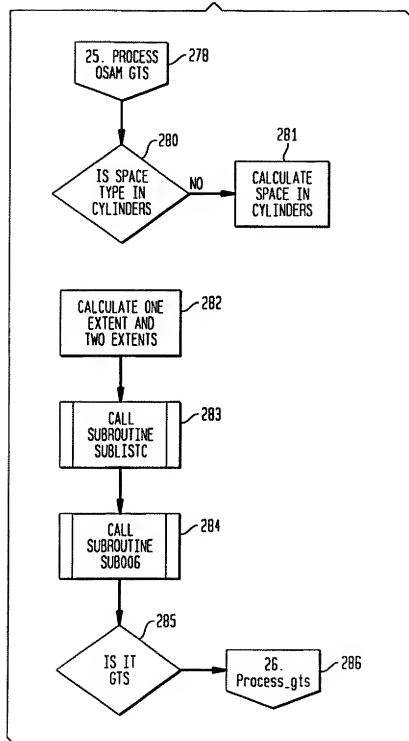 25. PROCESS
OSAM GTS
278
280
IS SPACE
TYPE IN
CYLINDERS
NO
281
CALCULATE
SPACE IN
CYLINDERS
CALCULATE ONE
EXTENT AND
TWO EXTENTS
282
CALL
SUBROUTINE
SUBLISTC
283
CALL
SUBROUTINE
SUB006
284
285
IS IT
GTS
26.
Process_gts
286